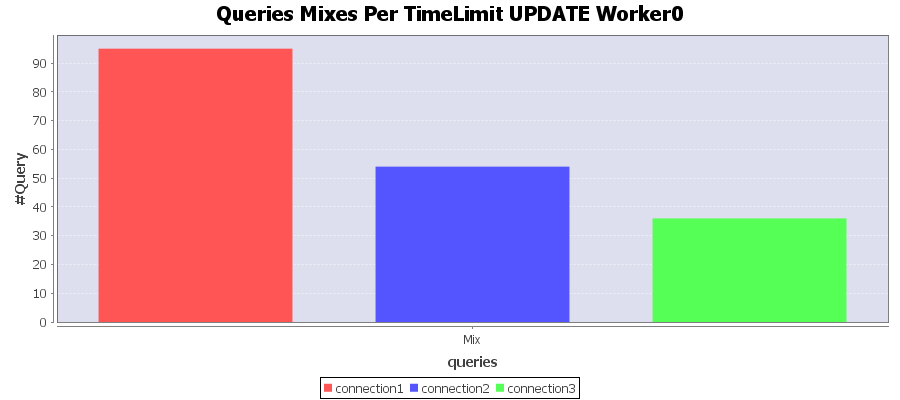 Queries Mixes Per TimeLimit UPDATE Worker0
#Query
90
80
70
60
50
40
30
20
10
0
Mix
queries
connection1 connection2 connection3